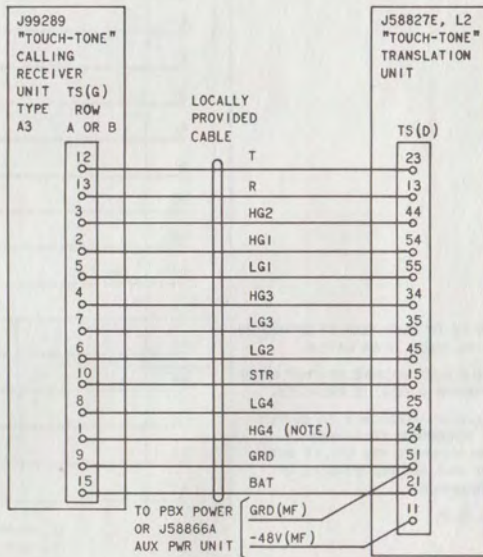 J99289
"TOUCH-TONE"
CALLING
RECEIVER
UNIT TS(G)
TYPE ROW
A3 A OR B
LOCALLY
PROVIDED
CABLE
J58827E, L2
"TOUCH-TONE"
TRANSLATION
UNIT
TS(D)
12 T 23
13 R 13
3 HG2 44
2 HG1 54
5 LG1 55
4 HG3 34
7 LG3 35
6 LG2 45
10 STR 15
8 LG4 25
1 HG4 (NOTE) 24
9 GRD 51
15 BAT 21
TO PBX POWER
OR J58866A
AUX PWR UNIT
GRD(MF)
-48V(MF)
11